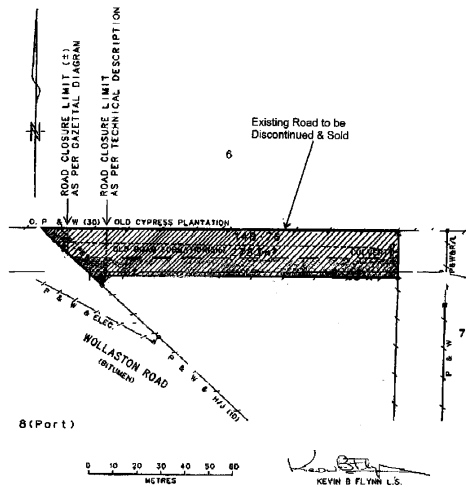 ROAD CLOSURE LIMIT (±)
AS PER GAZETTAL DIAGRAM
ROAD CLOSURE LIMIT
AS PER TECHNICAL DESCRIPTION
Existing Road to be
Discontinued & Sold
6
N
O. P & W (30) OLD CYPRESS PLANTATION
P & W & ELEC.
WOLLASTON ROAD
(BITUMEN)
P & W & H/J (10)
P & W
7
8(Part)
0 10 20 30 40 50 60
METRES
KEVIN B FLYNN L.S.